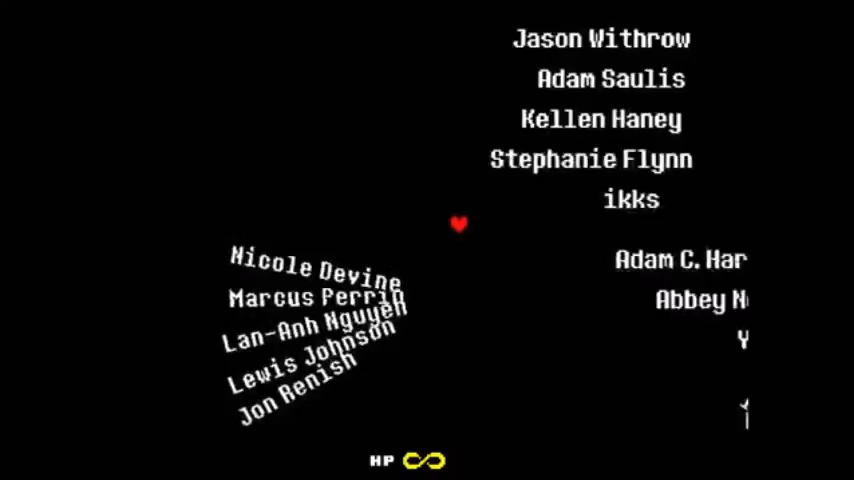 Jason Withrow
Adam Saulis
Kellen Haney
Stephanie Flynn
ikks
Adam C. Har
Abbey N
Y
Nicole Devine
Marcus Perrin
Lan-Anh Nguyen
Lewis Johnson
Jon Renish
HP ∞